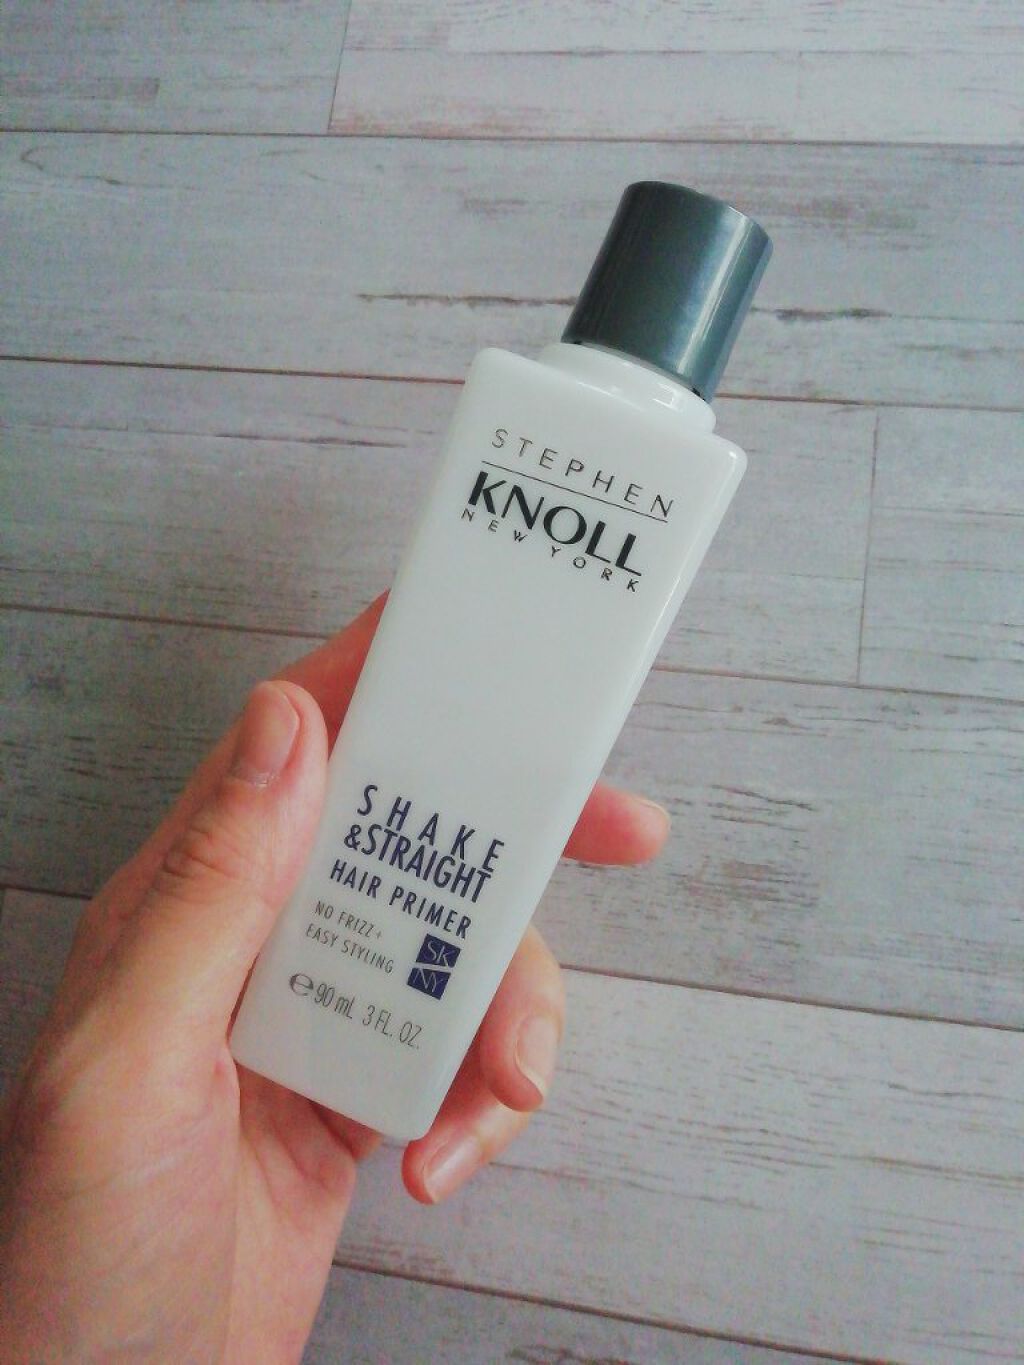 STEPHEN
KNOLL
NEW YORK
SHAKE
&STRAIGHT
HAIR PRIMER
NO FRIZZ+
EASY STYLING
SK
NY
℮90 mL 3 FL. OZ.